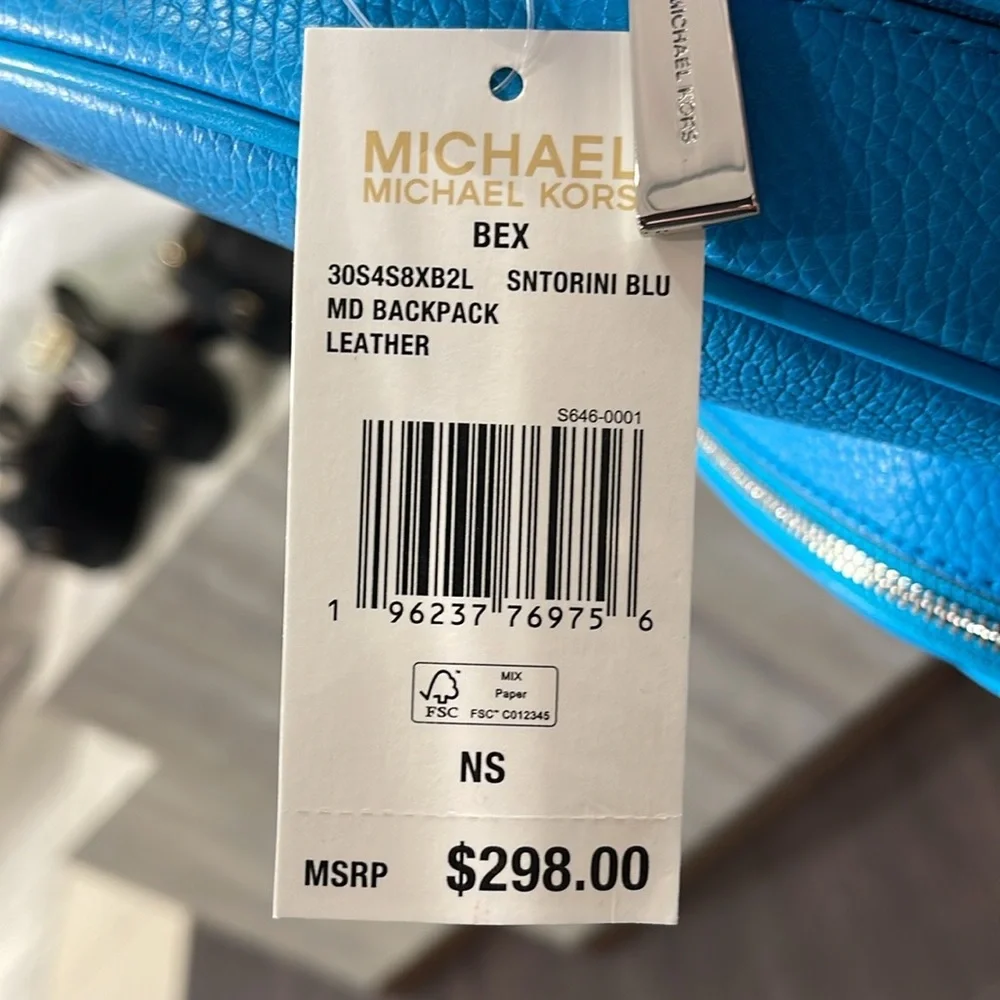 MICHAEL KORS
MICHAEL
MICHAEL KORS
BEX
30S4S8XB2L SNTORINI BLU
MD BACKPACK
LEATHER
S646-0001
1 96237 76975 6
FSC
MIX
Paper
FSC™ C012345
NS
MSRP $298.00